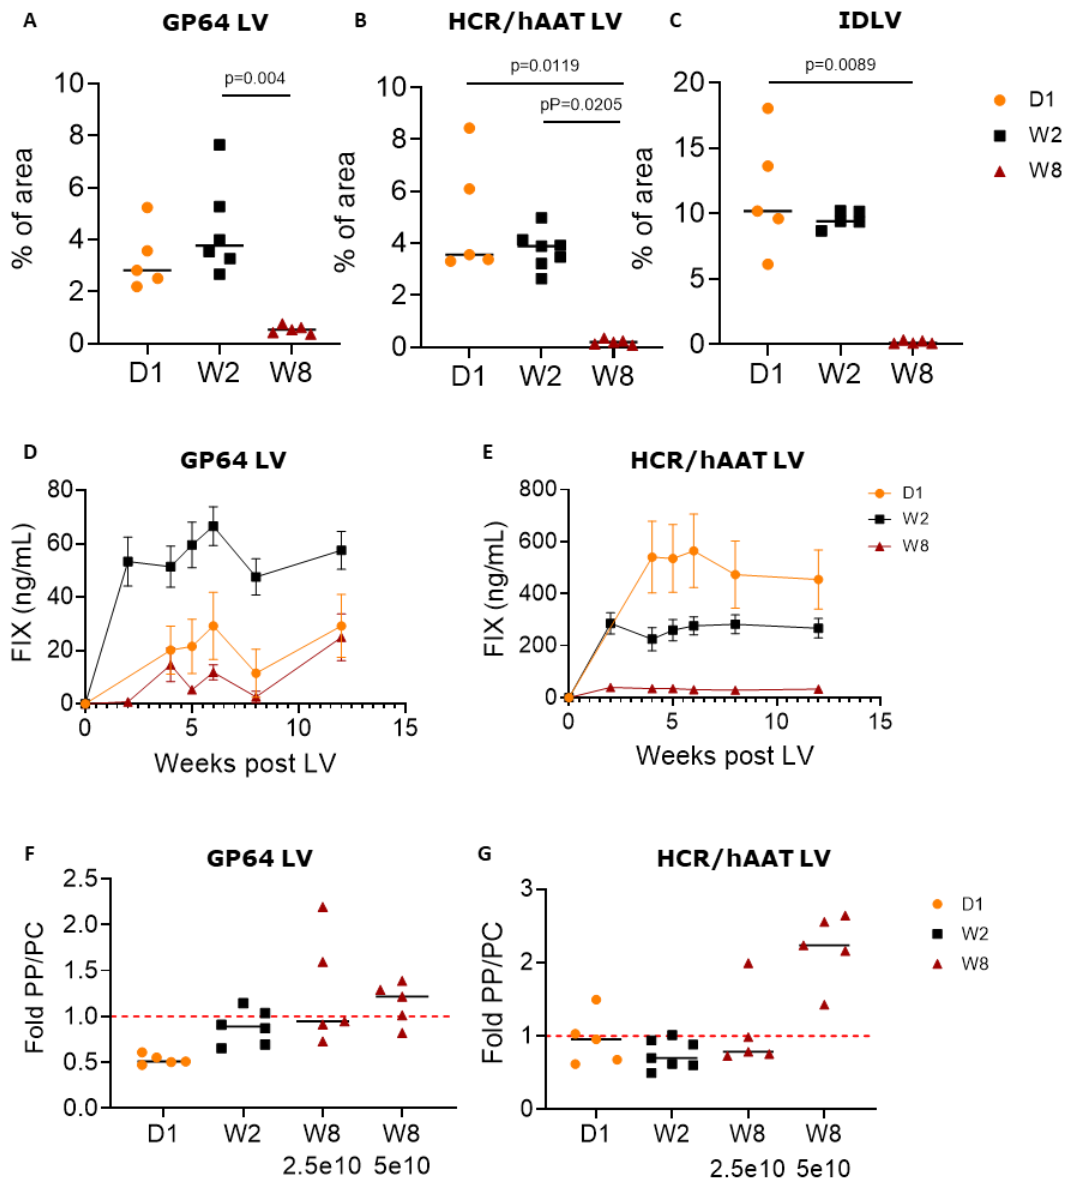 A
GP64 LV
B
HCR/hAAT LV
C
IDLV
p=0.004
p=0.0119
pP=0.0205
p=0.0089
D1
W2
W8
% of area
10
8
6
4
2
0
D1 W2 W8
% of area
10
8
6
4
2
0
D1 W2 W8
% of area
20
15
10
5
0
D1 W2 W8
D
GP64 LV
FIX (ng/mL)
80
60
40
20
0
0 5 10 15
Weeks post LV
E
HCR/hAAT LV
FIX (ng/mL)
800
600
400
200
0
0 5 10 15
Weeks post LV
D1
W2
W8
F
GP64 LV
Fold PP/PC
2.5
2.0
1.5
1.0
0.5
0.0
D1 W2 W8 W8
2.5e10 5e10
G
HCR/hAAT LV
Fold PP/PC
3
2
1
0
D1 W2 W8 W8
2.5e10 5e10
D1
W2
W8